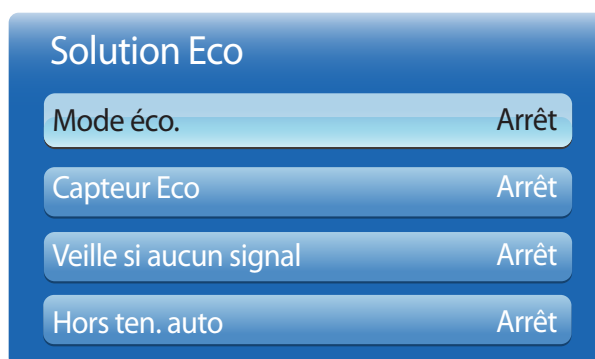 Solution Eco
Mode éco. Arrêt
Capteur Eco Arrêt
Veille si aucun signal Arrêt
Hors ten. auto Arrêt